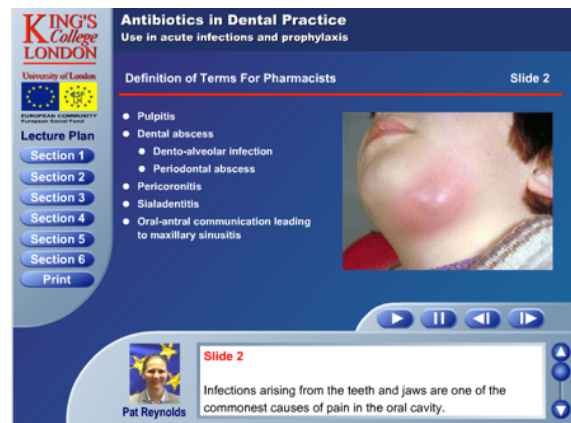 KING'S
College
LONDON
University of London
EUROPEAN COMMUNITY
European Social Fund
Lecture Plan
Section 1
Section 2
Section 3
Section 4
Section 5
Section 6
Print
Antibiotics in Dental Practice
Use in acute infections and prophylaxis
Definition of Terms For Pharmacists
Slide 2
Pulpitis
Dental abscess
Dento-alveolar infection
Periodontal abscess
Pericoronitis
Sialadentitis
Oral-antral communication leading
to maxillary sinusitis
Pat Reynolds
Slide 2
Infections arising from the teeth and jaws are one of the
commonest causes of pain in the oral cavity.